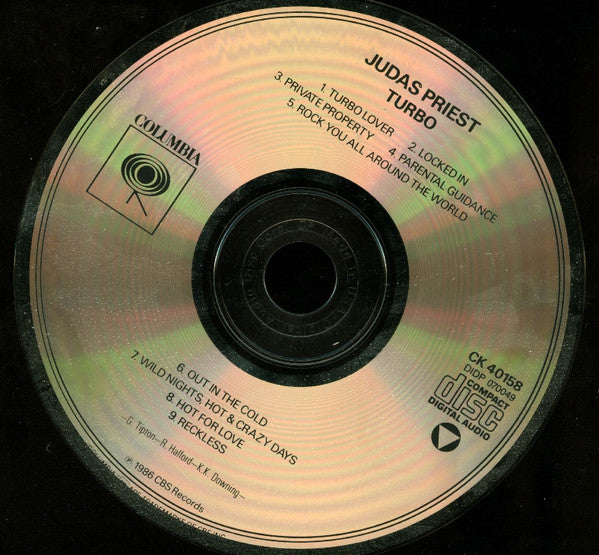 JUDAS PRIEST
TURBO
1. TURBO LOVER 2. LOCKED IN
3. PRIVATE PROPERTY 4. PARENTAL GUIDANCE
5. ROCK YOU ALL AROUND THE WORLD
COLUMBIA
CK 40158
DIDP 070049
COMPACT
disc
DIGITAL AUDIO
6. OUT IN THE COLD
7. WILD NIGHTS, HOT & CRAZY DAYS
8. HOT FOR LOVE
9. RECKLESS
–G. Tipton–R. Halford–K.K. Downing–
℗ 1986 CBS Records